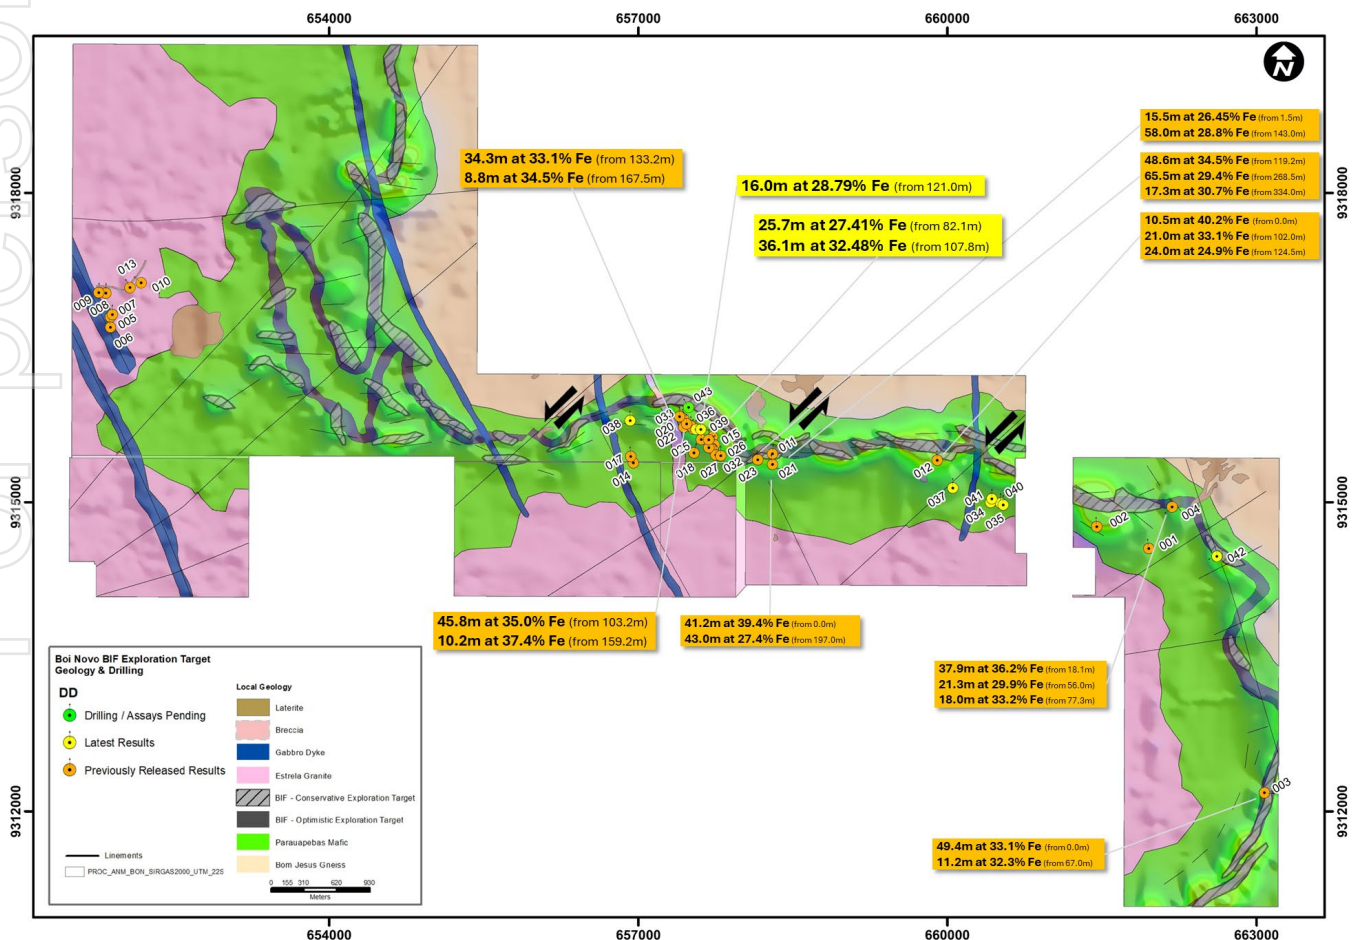 654000
657000
660000
663000
N
9318000
9318000
15.5m at 26.45% Fe (from 1.5m)
58.0m at 28.8% Fe (from 143.0m)
34.3m at 33.1% Fe (from 133.2m)
8.8m at 34.5% Fe (from 167.5m)
48.6m at 34.5% Fe (from 119.2m)
65.5m at 29.4% Fe (from 268.5m)
17.3m at 30.7% Fe (from 334.0m)
16.0m at 28.79% Fe (from 121.0m)
25.7m at 27.41% Fe (from 82.1m)
36.1m at 32.48% Fe (from 107.8m)
10.5m at 40.2% Fe (from 0.0m)
21.0m at 33.1% Fe (from 102.0m)
24.0m at 24.9% Fe (from 124.5m)
013
010
009
008
007
005
006
043
033
036
020
039
038
022
015
025
026
011
017
014
018
027
032
023
021
012
037
041
040
034
035
002
004
001
042
003
9315000
9315000
45.8m at 35.0% Fe (from 103.2m)
10.2m at 37.4% Fe (from 159.2m)
41.2m at 39.4% Fe (from 0.0m)
43.0m at 27.4% Fe (from 197.0m)
37.9m at 36.2% Fe (from 18.1m)
21.3m at 29.9% Fe (from 56.0m)
18.0m at 33.2% Fe (from 77.3m)
49.4m at 33.1% Fe (from 0.0m)
11.2m at 32.3% Fe (from 67.0m)
9312000
9312000
Boi Novo BIF Exploration Target
Geology & Drilling
DD
Drilling / Assays Pending
Latest Results
Previously Released Results
Linements
PROC_ANM_BON_SIRGAS2000_UTM_22S
Local Geology
Laterite
Breccia
Gabbro Dyke
Estrela Granite
BIF - Conservative Exploration Target
BIF - Optimistic Exploration Target
Parauapebas Mafic
Bom Jesus Gneiss
0 155 310 620 930
Meters
654000
657000
660000
663000